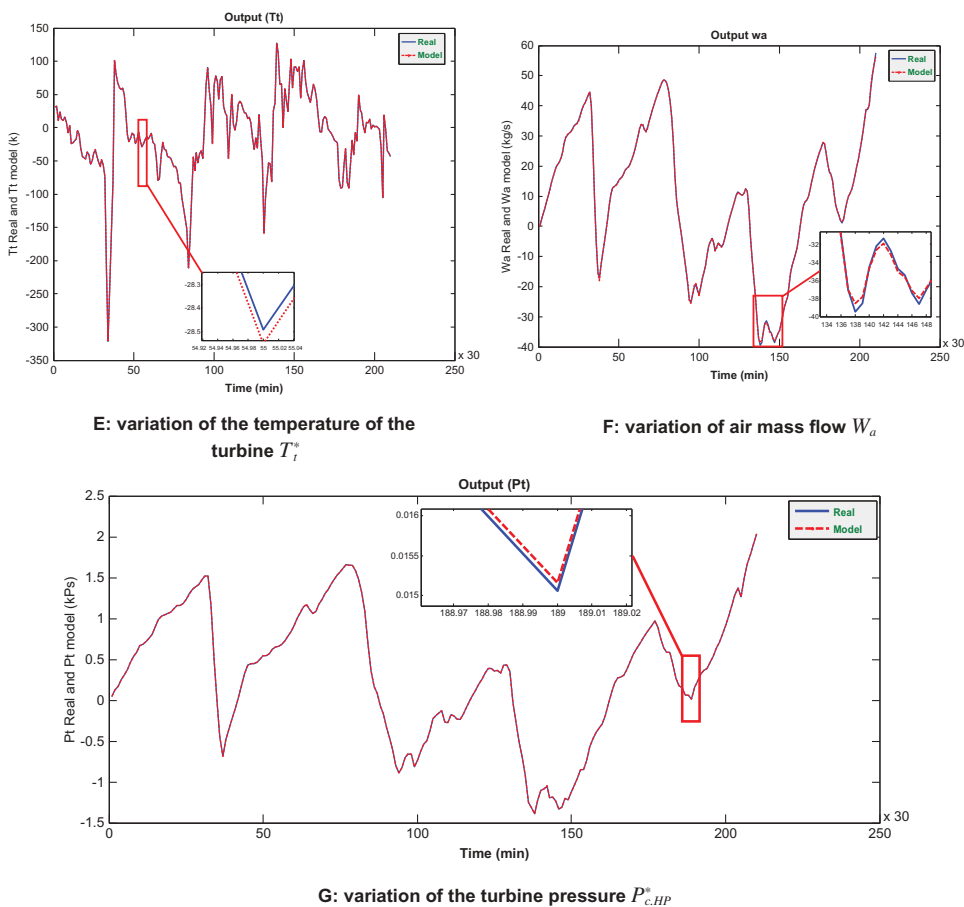 Output (Tt)
Tt Real and Tt model (k)
150
100
50
0
-50
-100
-150
-200
-250
-300
-350
Real
Model
-28.3
-28.4
-28.5
54.92 54.94 54.96 54.98 55 55.02 55.04
0 50 100 150 200 250
x 30
Time (min)
E: variation of the temperature of the
turbine T*t
Output wa
Wa Real and Wa model (kg/s)
60
50
40
30
20
10
0
-10
-20
-30
-40
Real
Model
-32
-34
-36
-38
-40
134 136 138 140 142 144 146 148
0 50 100 150 200 250
x 30
Time (min)
F: variation of air mass flow Wa
Output (Pt)
Pt Real and Pt model (kPs)
2.5
2
1.5
1
0.5
0
-0.5
-1
-1.5
Real
Model
0.016
0.0155
0.015
188.97 188.98 188.99 189 189.01 189.02
0 50 100 150 200 250
x 30
Time (min)
G: variation of the turbine pressure P*c,HP